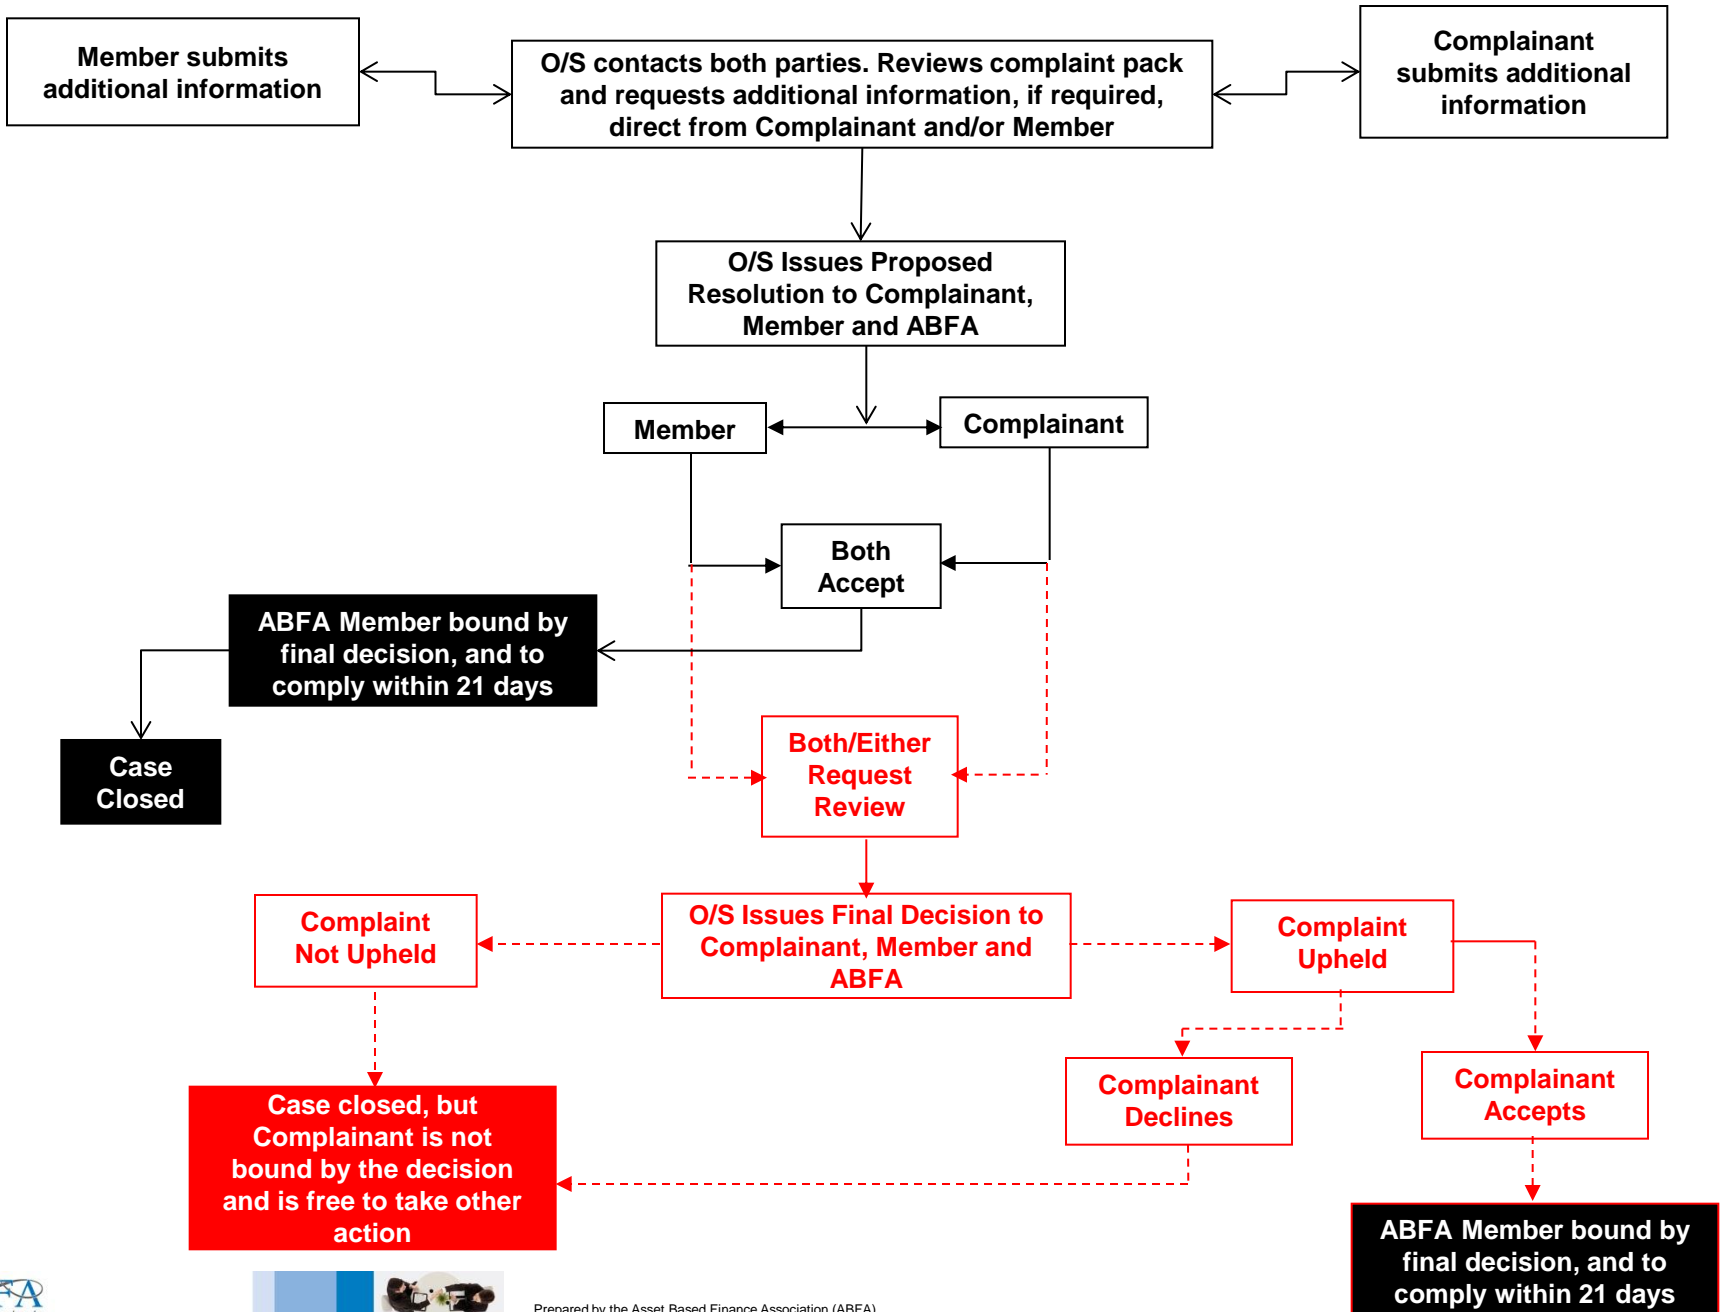 Member submits
additional information
O/S contacts both parties. Reviews complaint pack
and requests additional information, if required,
direct from Complainant and/or Member
Complainant
submits additional
information
O/S Issues Proposed
Resolution to Complainant,
Member and ABFA
Member
Complainant
Both
Accept
ABFA Member bound by
final decision, and to
comply within 21 days
Case
Closed
Both/Either
Request
Review
Complaint
Not Upheld
O/S Issues Final Decision to
Complainant, Member and
ABFA
Complaint
Upheld
Complainant
Declines
Complainant
Accepts
Case closed, but
Complainant is not
bound by the decision
and is free to take other
action
ABFA Member bound by
final decision, and to
comply within 21 days
FA
Prepared by the Asset Based Finance Association (ABFA)